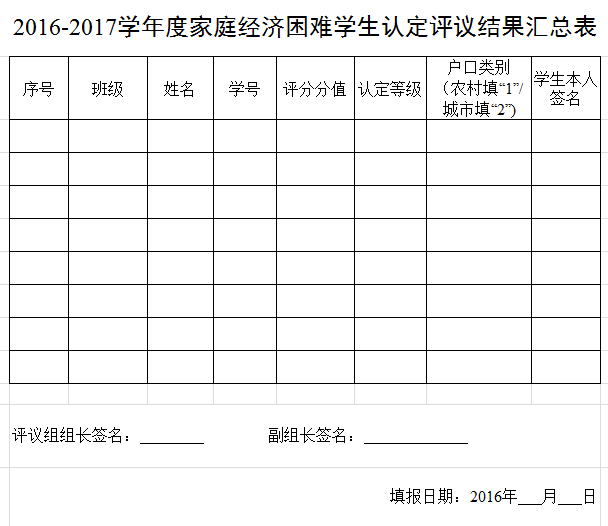 2016-2017学年度家庭经济困难学生认定评议结果汇总表
序号 班级 姓名 学号 评分分值 认定等级 户口类别（农村填“1”/城市填“2”) 学生本人签名
评议组组长签名：________ 副组长签名：_____________
填报日期：2016年___月___日